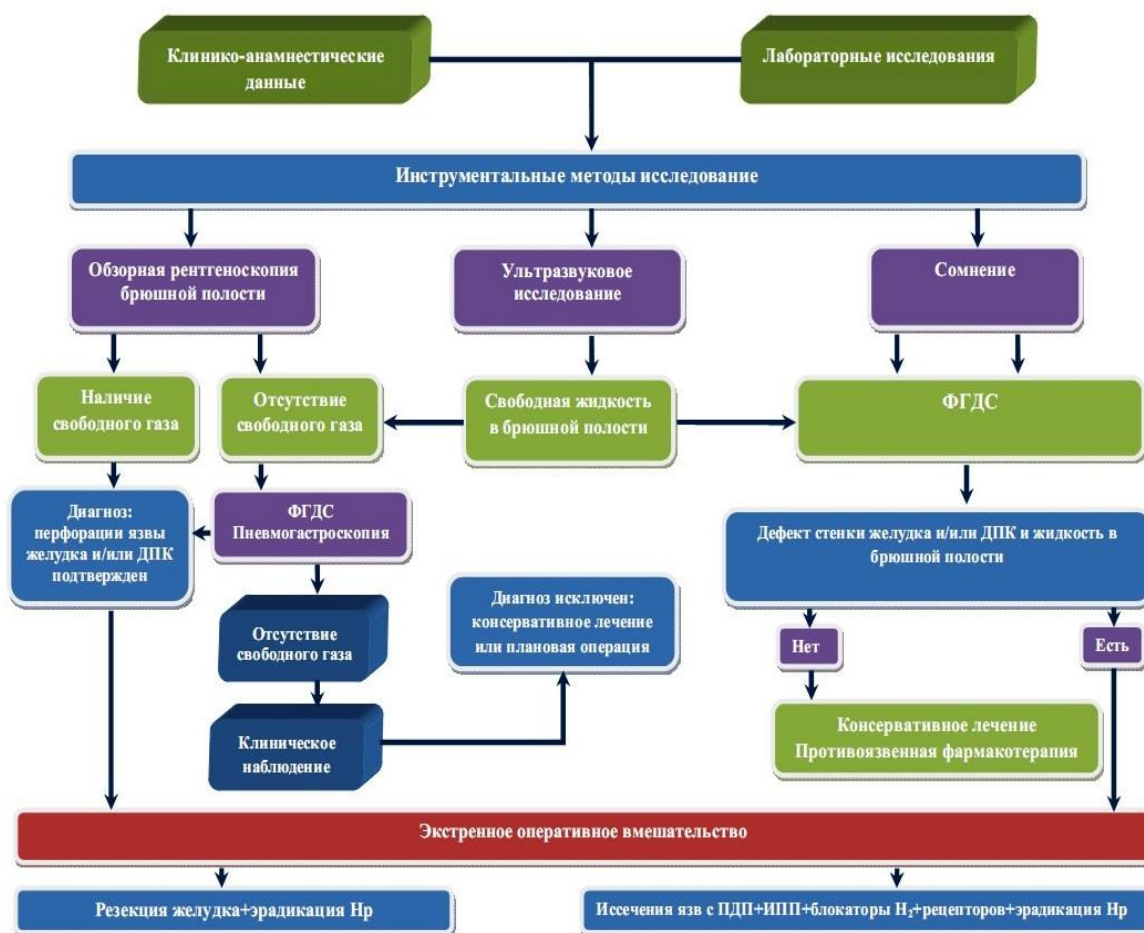 Клинико-анамнестические
данные
Лабораторные исследования
Инструментальные методы исследование
Обзорная рентгеноскопия
брюшной полости
Ультразвуковое
исследование
Сомнение
Наличие
свободного газа
Отсутствие
свободного газа
Свободная жидкость
в брюшной полости
ФГДС
Диагноз:
перфорации язвы
желудка и/или ДПК
подтвержден
ФГДС
Пневмогастроскопия
Дефект стенки желудка и/или ДПК и жидкость в
брюшной полости
Отсутствие
свободного газа
Диагноз исключен:
консервативное лечение
или плановая операция
Нет
Есть
Клиническое
наблюдение
Консервативное лечение
Противоязвенная фармакотерапия
Экстренное оперативное вмешательство
Резекция желудка+эрадикация Нр
Иссечения язв с ПДП+ИПП+блокаторы Н₂+рецепторов+эрадикация Нр